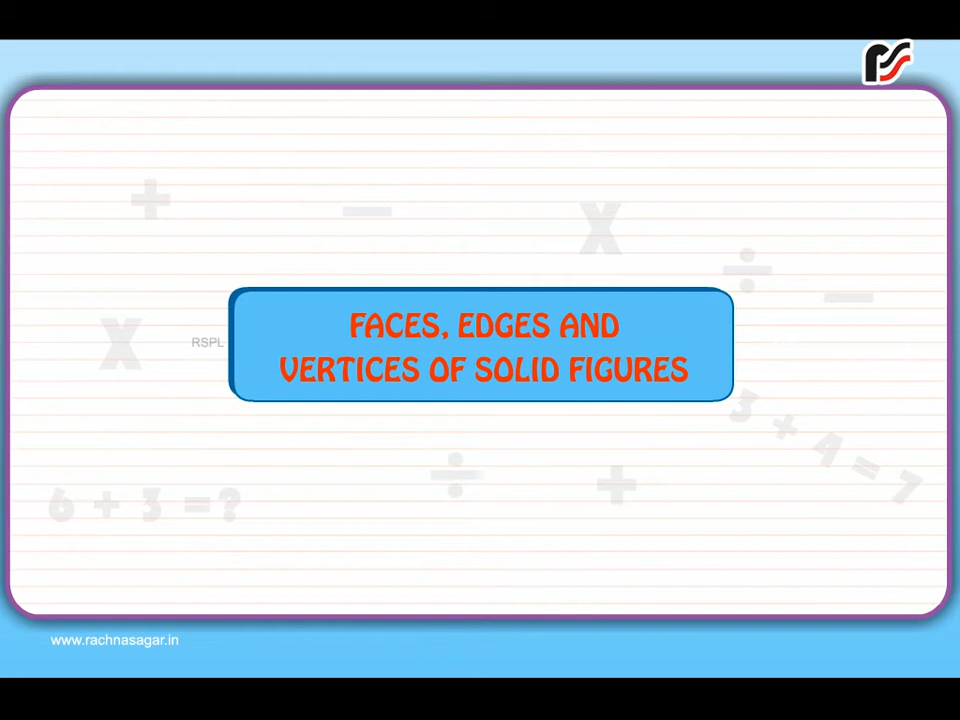 + − X ÷ −
FACES, EDGES AND
VERTICES OF SOLID FIGURES
X
RSPL
3 + 4 = 7
6 + 3 = ?
÷ +
www.rachnasagar.in